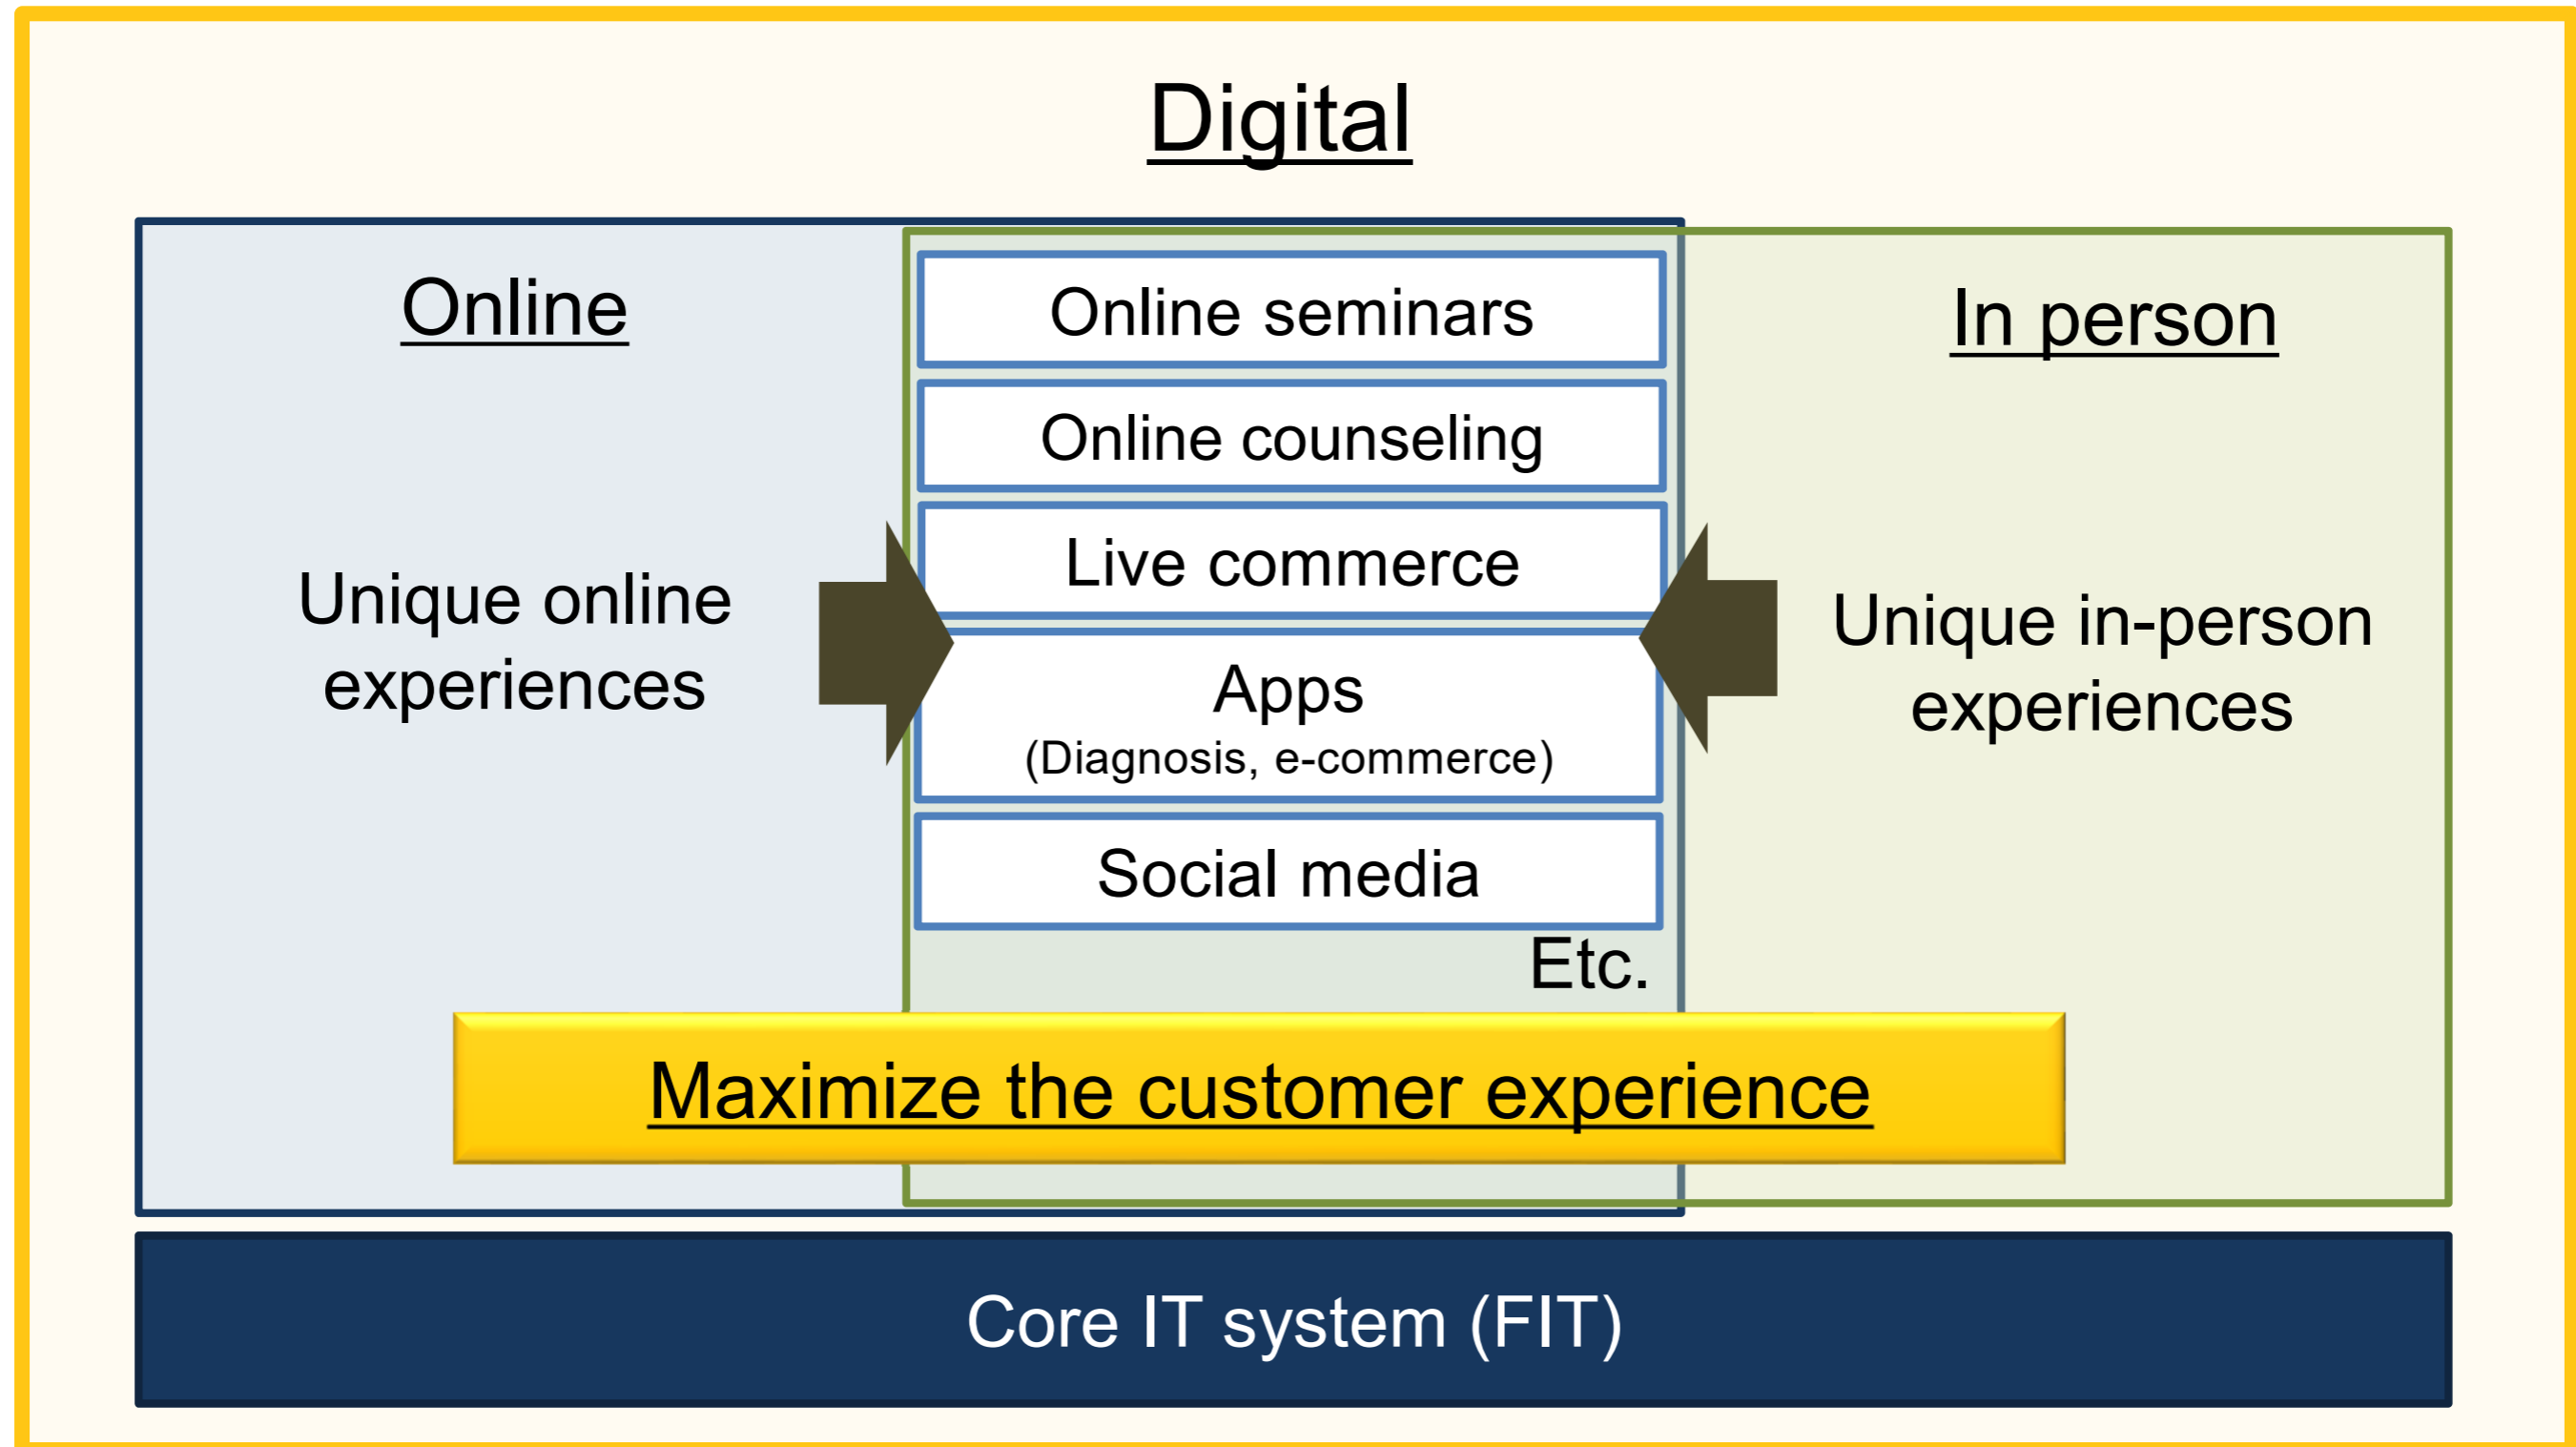 Digital
Online
Unique online
experiences
Online seminars
Online counseling
Live commerce
Apps
(Diagnosis, e-commerce)
Social media
Etc.
In person
Unique in-person
experiences
Maximize the customer experience
Core IT system (FIT)